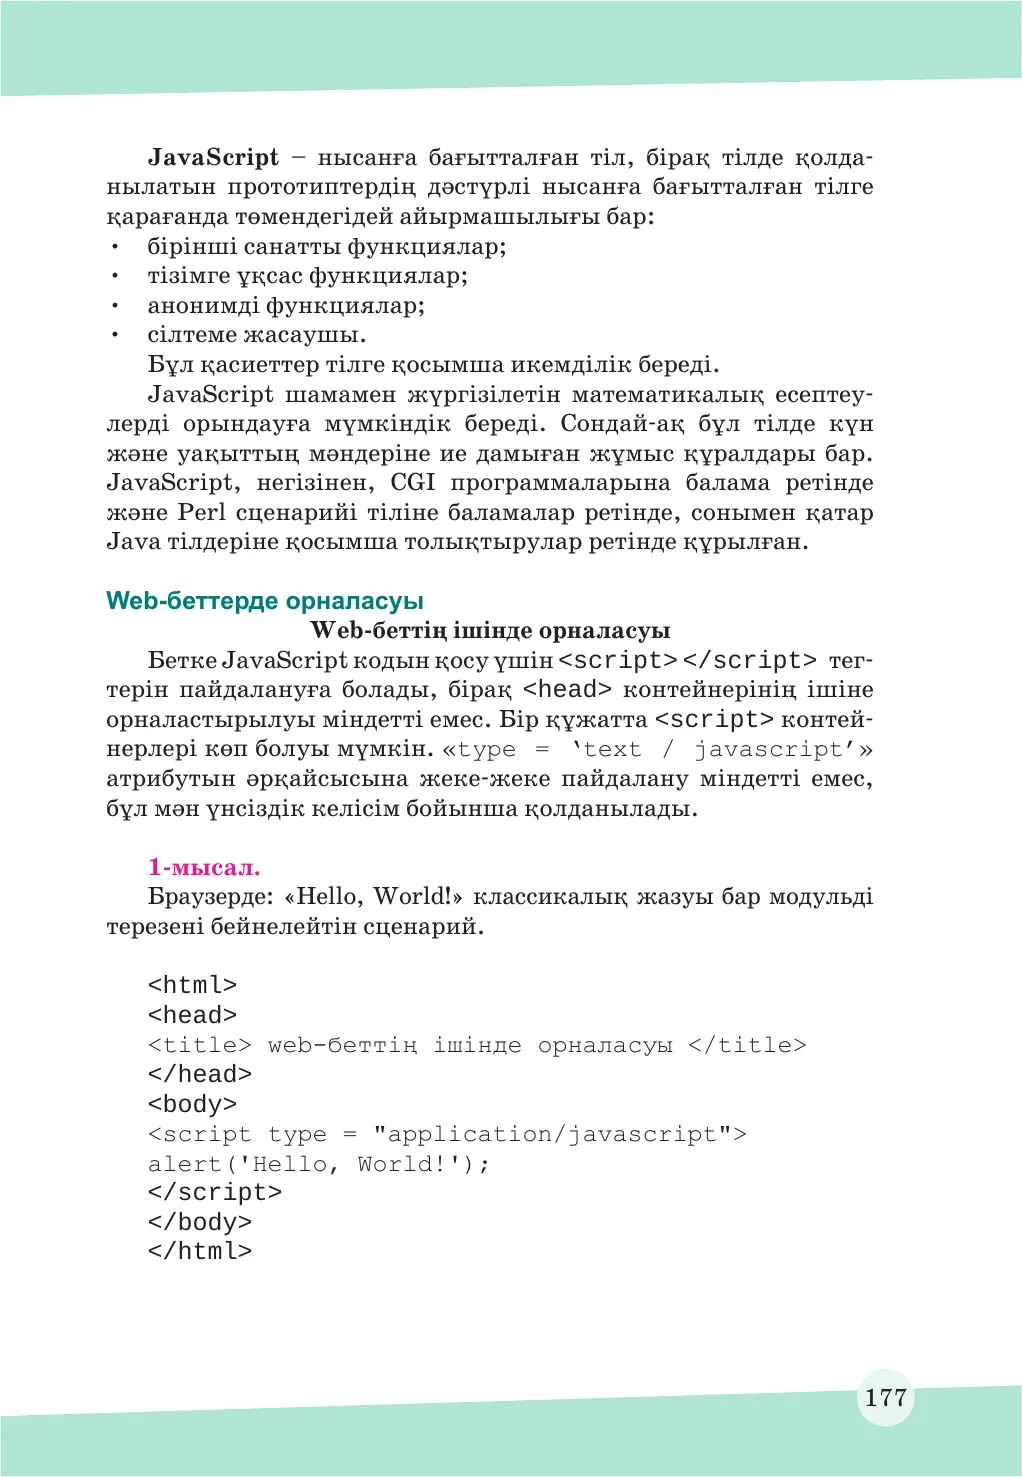 JavaScript – нысанға бағытталған тіл, бірақ тілде қолда-
нылатын прототиптердің дәстүрлі нысанға бағытталған тілге
қарағанда төмендегідей айырмашылығы бар:
• бірінші санатты функциялар;
• тізімге ұқсас функциялар;
• анонимді функциялар;
• сілтеме жасаушы.
Бұл қасиеттер тілге қосымша икемділік береді.
JavaScript шамамен жүргізілетін математикалық есептеу-
лерді орындауға мүмкіндік береді. Сондай-ақ бұл тілде күн
және уақыттың мәндеріне ие дамыған жұмыс құралдары бар.
JavaScript, негізінен, CGI программаларына балама ретінде
және Perl сценарийі тіліне баламалар ретінде, сонымен қатар
Java тілдеріне қосымша толықтырулар ретінде құрылған.
Web-беттерде орналасуы
Web-беттің ішінде орналасуы
Бетке JavaScript кодын қосу үшін <script> </script> тег-
терін пайдалануға болады, бірақ <head> контейнерінің ішіне
орналастырылуы міндетті емес. Бір құжатта <script> контей-
нерлері көп болуы мүмкін. «type = ‘text / javascript’»
атрибутын әрқайсысына жеке-жеке пайдалану міндетті емес,
бұл мән үнсіздік келісім бойынша қолданылады.
1-мысал.
Браузерде: «Hello, World!» классикалық жазуы бар модульді
терезені бейнелейтін сценарий.
<html>
<head>
<title> web-беттің ішінде орналасуы </title>
</head>
<body>
<script type = "application/javascript">
alert('Hello, World!');
</script>
</body>
</html>
177